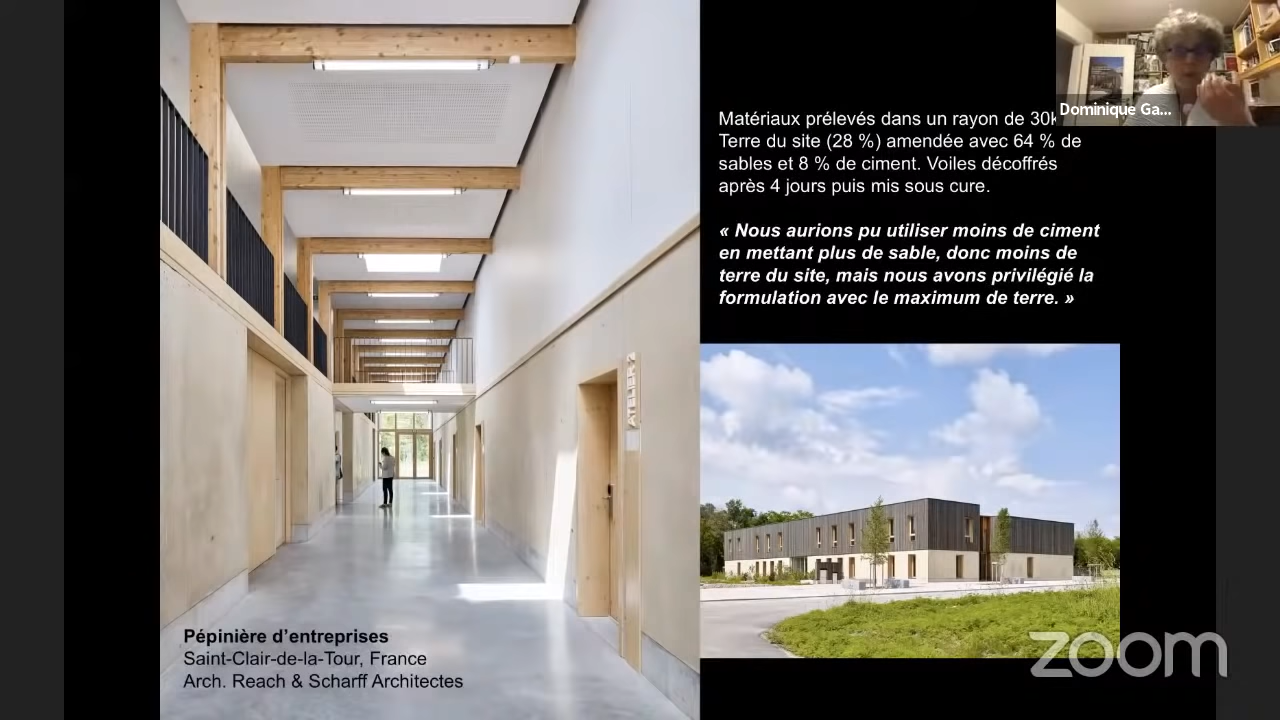 Matériaux prélevés dans un rayon de
Terre du site (28 %) amendée avec 64 % de
sables et 8 % de ciment. Voiles décoffrés
après 4 jours puis mis sous cure.
« Nous aurions pu utiliser moins de ciment
en mettant plus de sable, donc moins de
terre du site, mais nous avons privilégié la
formulation avec le maximum de terre. »
Pépinière d’entreprises
Saint-Clair-de-la-Tour, France
Arch. Reach & Scharff Architectes
Dominique Ga...
zoom